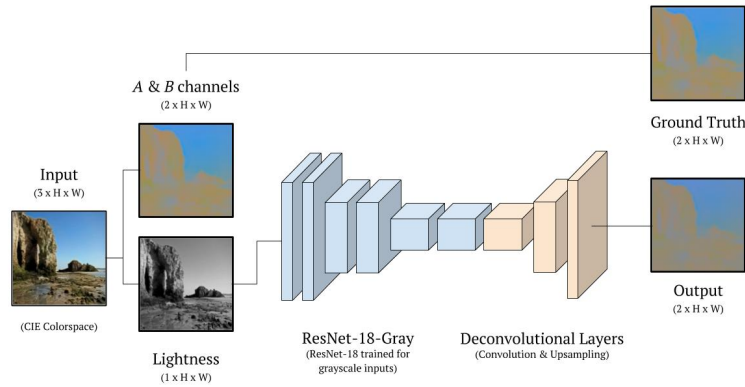 A & B channels
(2 x H x W)
Ground Truth
(2 x H x W)
Input
(3 x H x W)
(CIE Colorspace)
Lightness
(1 x H x W)
ResNet-18-Gray
(ResNet-18 trained for
grayscale inputs)
Deconvolutional Layers
(Convolution & Upsampling)
Output
(2 x H x W)